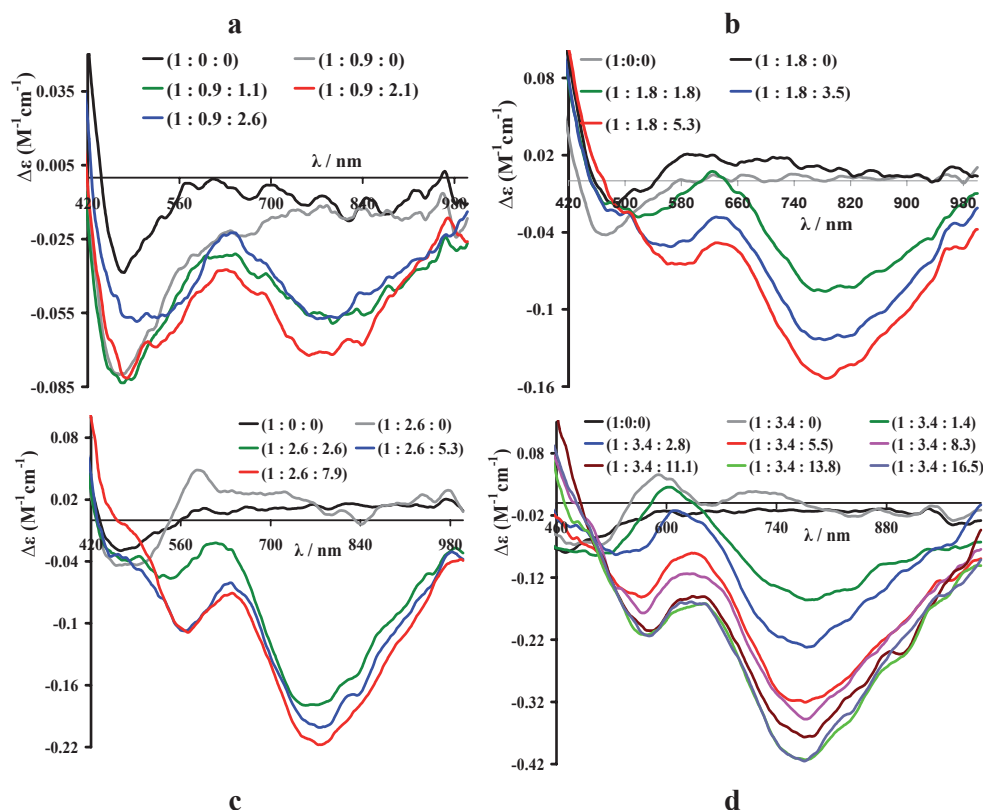 a
Δε (M⁻¹cm⁻¹)
(1 : 0 : 0)
(1 : 0.9 : 0)
(1 : 0.9 : 1.1)
(1 : 0.9 : 2.1)
(1 : 0.9 : 2.6)
0.035
0.005
-0.025
-0.055
-0.085
λ / nm
420 560 700 840 980
b
Δε (M⁻¹cm⁻¹)
(1:0:0)
(1 : 1.8 : 0)
(1 : 1.8 : 1.8)
(1 : 1.8 : 3.5)
(1 : 1.8 : 5.3)
0.08
0.02
-0.04
-0.1
-0.16
420 500 580 660 740 820 900 980
λ / nm
Δε (M⁻¹cm⁻¹)
(1 : 0 : 0)
(1 : 2.6 : 0)
(1 : 2.6 : 2.6)
(1 : 2.6 : 5.3)
(1 : 2.6 : 7.9)
0.08
0.02
-0.04
-0.1
-0.16
-0.22
420 560 700 840 980
λ / nm
c
Δε (M⁻¹cm⁻¹)
(1:0:0)
(1 : 3.4 : 0)
(1 : 3.4 : 1.4)
(1 : 3.4 : 2.8)
(1 : 3.4 : 5.5)
(1 : 3.4 : 8.3)
(1 : 3.4 : 11.1)
(1 : 3.4 : 13.8)
(1 : 3.4 : 16.5)
0.08
-0.02
-0.12
-0.22
-0.32
-0.42
460 600 740 880
λ / nm
d